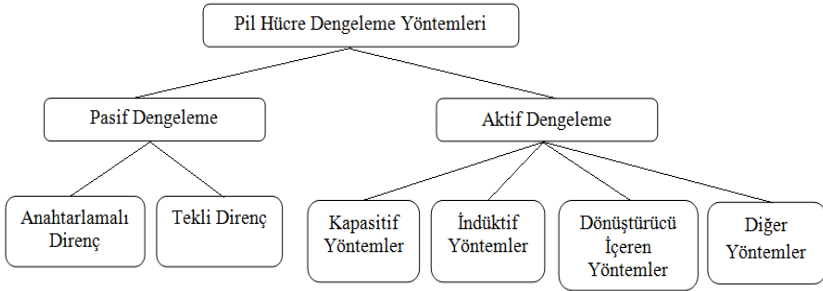 Pil Hücre Dengeleme Yöntemleri
Pasif Dengeleme
Aktif Dengeleme
Anahtarlamalı
Direnç
Tekli Direnç
Kapasitif
Yöntemler
İndüktif
Yöntemler
Dönüştürücü
İçeren
Yöntemler
Diğer
Yöntemler